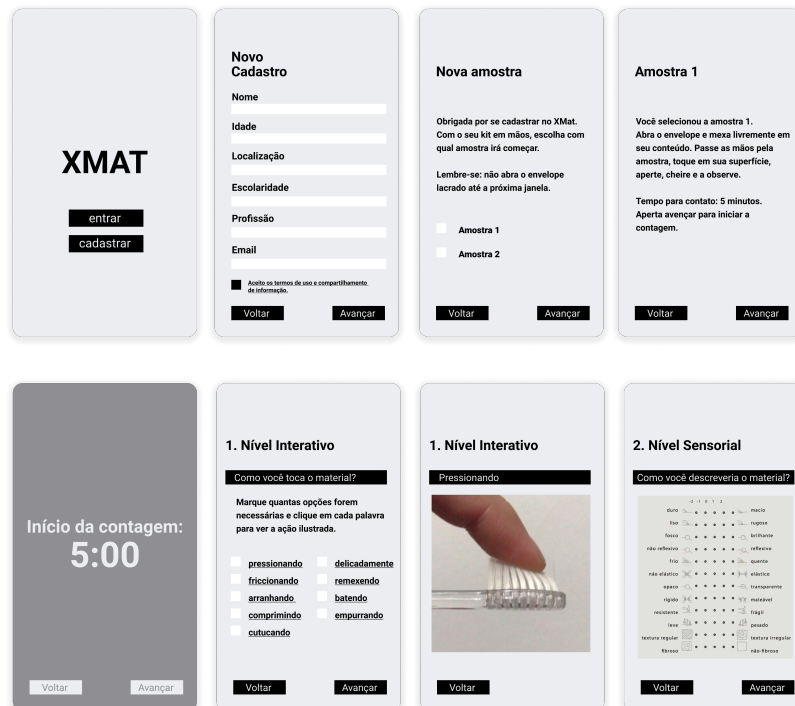 XMAT
entrar
cadastrar
Novo
Cadastro
Nome
Idade
Localização
Escolaridade
Profissão
Email
Aceito os termos de uso e compartilhamento
de informação.
Voltar
Avançar
Nova amostra
Obrigada por se cadastrar no XMat.
Com o seu kit em mãos, escolha com
qual amostra irá começar.
Lembre-se: não abra o envelope
lacrado até a próxima janela.
Amostra 1
Amostra 2
Voltar
Avançar
Amostra 1
Você selecionou a amostra 1.
Abra o envelope e mexa livremente em
seu conteúdo. Passe as mãos pela
amostra, toque em sua superfície,
aperte, cheire e a observe.
Tempo para contato: 5 minutos.
Aperta avençar para iniciar a
contagem.
Voltar
Avançar
Início da contagem:
5:00
Voltar
Avançar
1. Nível Interativo
Como você toca o material?
Marque quantas opções forem
necessárias e clique em cada palavra
para ver a ação ilustrada.
pressionando
delicadamente
friccionando
remexendo
arranhando
batendo
comprimindo
empurrando
cutucando
Voltar
Avançar
1. Nível Interativo
Pressionando
Voltar
2. Nível Sensorial
Como você descreveria o material?
-2 -1 0 1 2
duro macio
liso rugoso
fosco brilhante
não reflexivo reflexivo
frio quente
não-elástico elástico
opaco transparente
rígido maleável
resistente frágil
leve pesado
textura regular textura irregular
fibroso não-fibroso
Voltar
Avançar